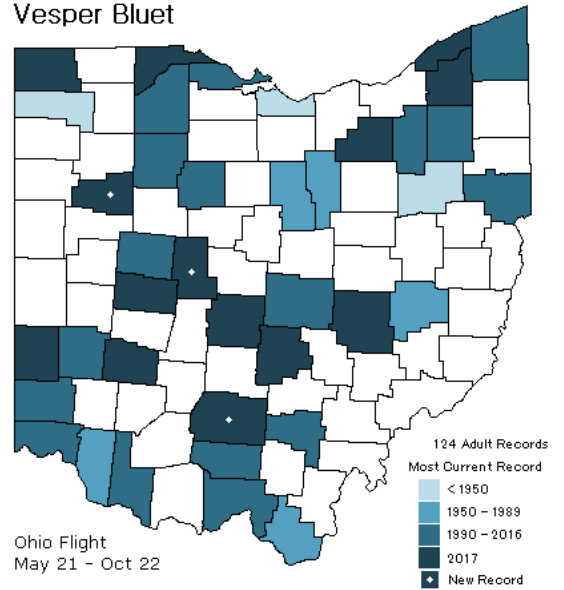 Vesper Bluet
124 Adult Records
Most Current Record
< 1950
1950 - 1989
1990 - 2016
2017
New Record
Ohio Flight
May 21 - Oct 22